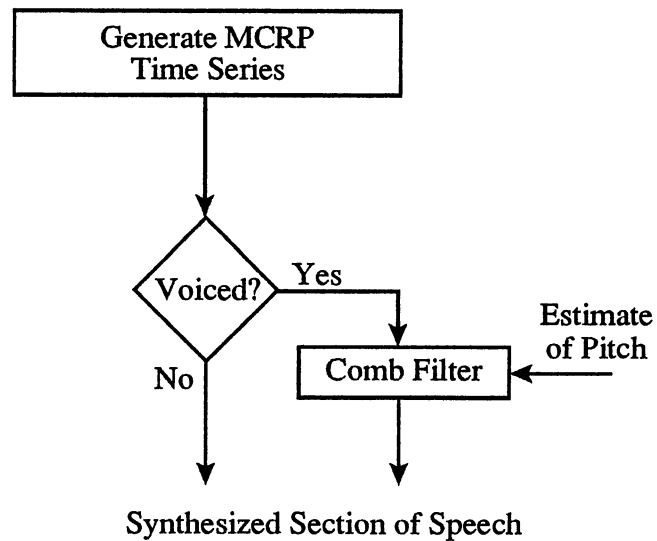 Generate MCRP
Time Series
Voiced?
Yes
No
Estimate
of Pitch
Comb Filter
Synthesized Section of Speech